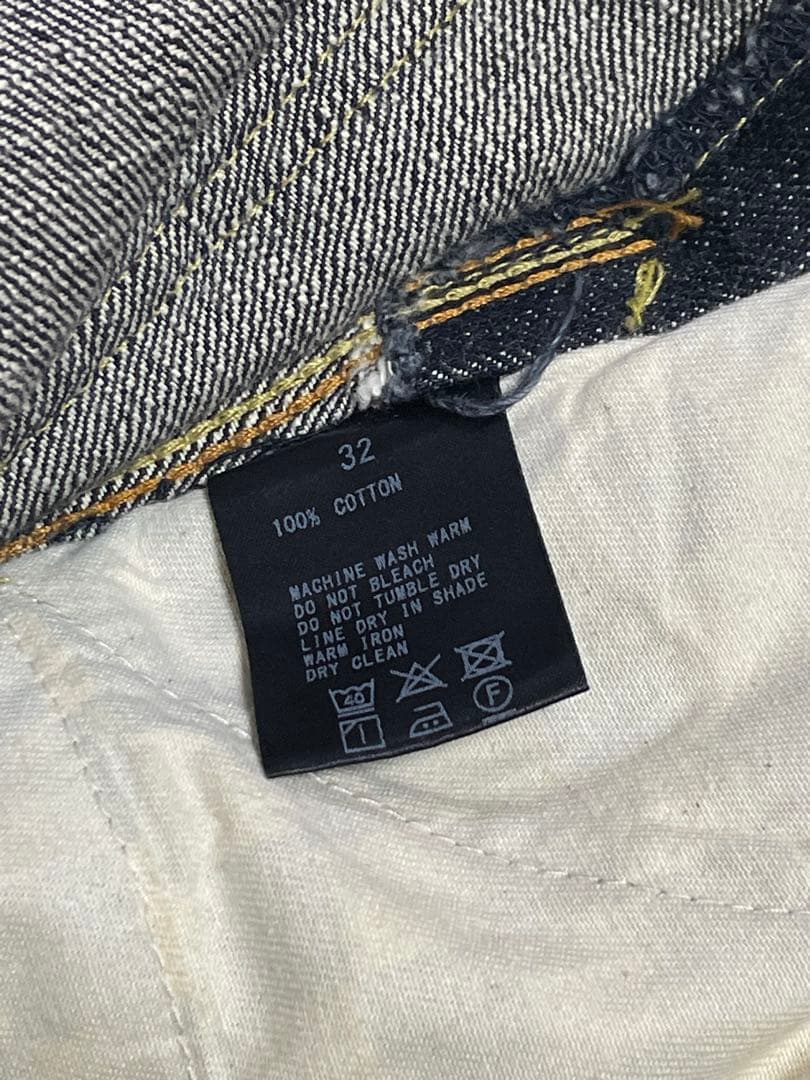 32
100% COTTON
MACHINE WASH WARM
DO NOT BLEACH
DO NOT TUMBLE DRY
LINE DRY IN SHADE
WARM IRON
DRY CLEAN
40
F